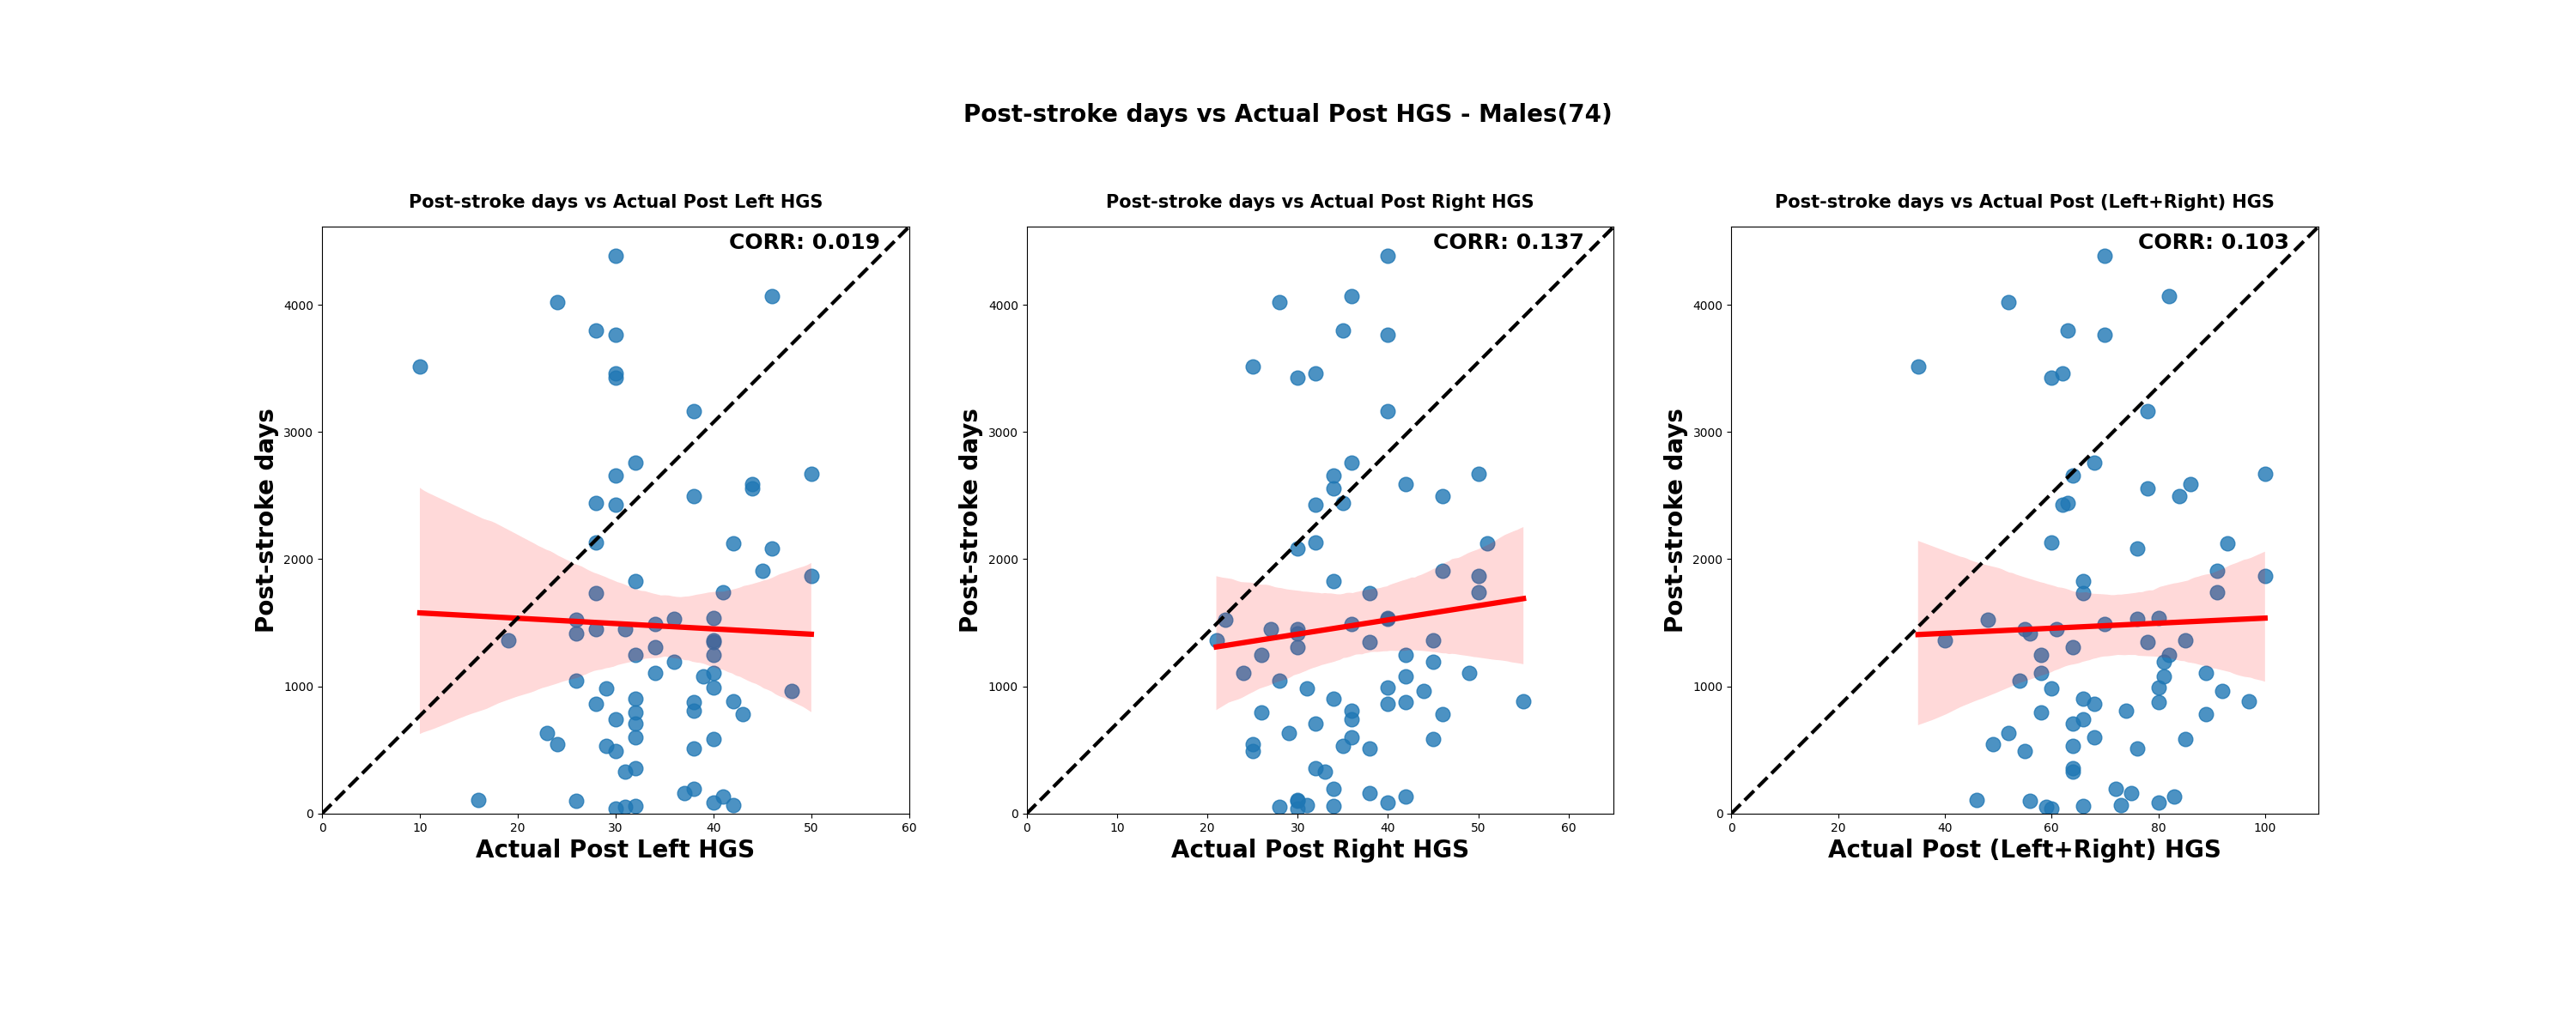 Post-stroke days vs Actual Post HGS - Males(74)
Post-stroke days vs Actual Post Left HGS
CORR: 0.019
Post-stroke days
4000
3000
2000
1000
0
0 10 20 30 40 50 60
Actual Post Left HGS
Post-stroke days vs Actual Post Right HGS
CORR: 0.137
Post-stroke days
4000
3000
2000
1000
0
0 10 20 30 40 50 60
Actual Post Right HGS
Post-stroke days vs Actual Post (Left+Right) HGS
CORR: 0.103
Post-stroke days
4000
3000
2000
1000
0
0 20 40 60 80 100
Actual Post (Left+Right) HGS